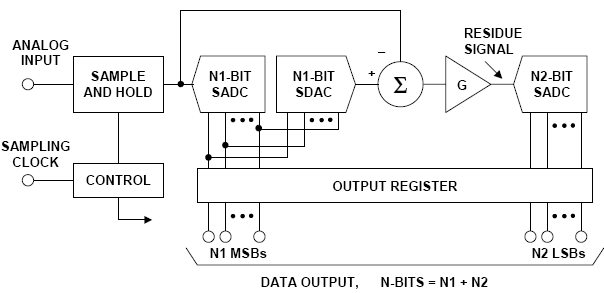 ANALOG
INPUT
SAMPLE
AND HOLD
N1-BIT
SADC
N1-BIT
SDAC
−
+
Σ
G
RESIDUE
SIGNAL
N2-BIT
SADC
SAMPLING
CLOCK
CONTROL
OUTPUT REGISTER
N1 MSBs
N2 LSBs
DATA OUTPUT, N-BITS = N1 + N2